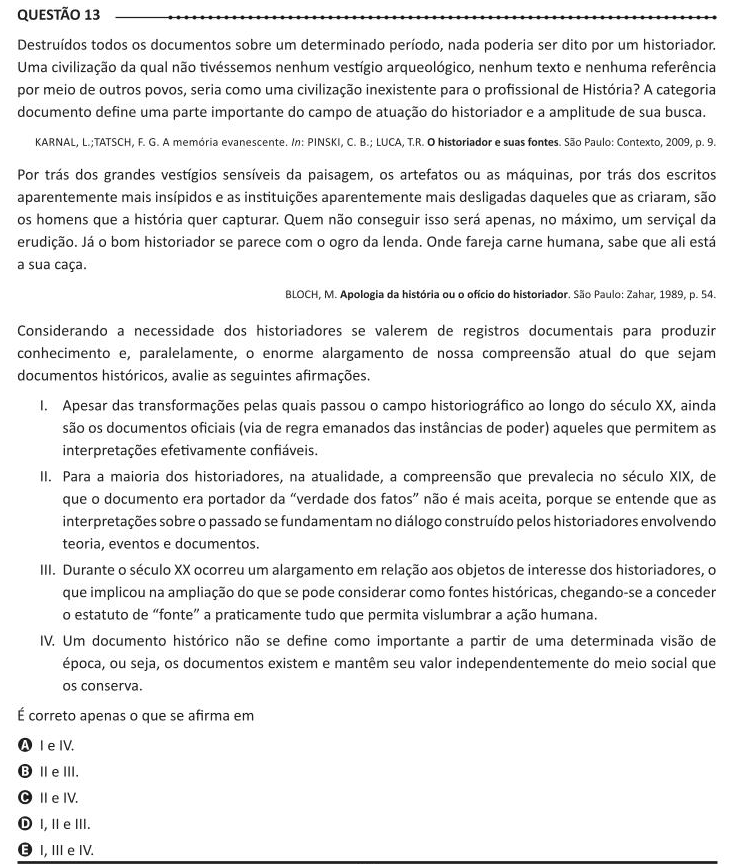 QUESTÃO 13
Destruídos todos os documentos sobre um determinado período, nada poderia ser dito por um historiador.
Uma civilização da qual não tivéssemos nenhum vestígio arqueológico, nenhum texto e nenhuma referência
por meio de outros povos, seria como uma civilização inexistente para o profissional de História? A categoria
documento define uma parte importante do campo de atuação do historiador e a amplitude de sua busca.
KARNAL, L.;TATSCH, F. G. A memória evanescente. In: PINSKI, C. B.; LUCA, T.R. O historiador e suas fontes. São Paulo: Contexto, 2009, p. 9.
Por trás dos grandes vestígios sensíveis da paisagem, os artefatos ou as máquinas, por trás dos escritos
aparentemente mais insípidos e as instituições aparentemente mais desligadas daqueles que as criaram, são
os homens que a história quer capturar. Quem não conseguir isso será apenas, no máximo, um serviçal da
erudição. Já o bom historiador se parece com o ogro da lenda. Onde fareja carne humana, sabe que ali está
a sua caça.
BLOCH, M. Apologia da história ou o ofício do historiador. São Paulo: Zahar, 1989, p. 54.
Considerando a necessidade dos historiadores se valerem de registros documentais para produzir
conhecimento e, paralelamente, o enorme alargamento de nossa compreensão atual do que sejam
documentos históricos, avalie as seguintes afirmações.
I. Apesar das transformações pelas quais passou o campo historiográfico ao longo do século XX, ainda
são os documentos oficiais (via de regra emanados das instâncias de poder) aqueles que permitem as
interpretações efetivamente confiáveis.
II. Para a maioria dos historiadores, na atualidade, a compreensão que prevalecia no século XIX, de
que o documento era portador da “verdade dos fatos” não é mais aceita, porque se entende que as
interpretações sobre o passado se fundamentam no diálogo construído pelos historiadores envolvendo
teoria, eventos e documentos.
III. Durante o século XX ocorreu um alargamento em relação aos objetos de interesse dos historiadores, o
que implicou na ampliação do que se pode considerar como fontes históricas, chegando-se a conceder
o estatuto de “fonte” a praticamente tudo que permita vislumbrar a ação humana.
IV. Um documento histórico não se define como importante a partir de uma determinada visão de
época, ou seja, os documentos existem e mantêm seu valor independentemente do meio social que
os conserva.
É correto apenas o que se afirma em
A I e IV.
B II e III.
C II e IV.
D I, II e III.
E I, III e IV.